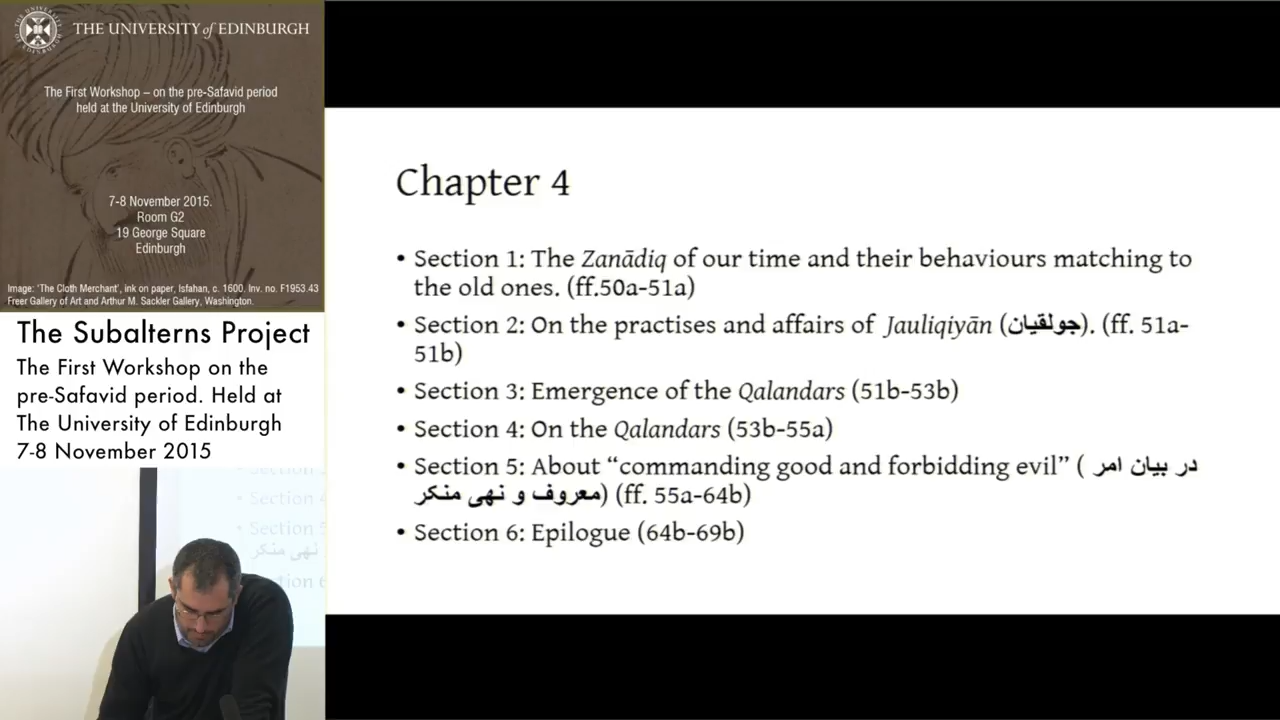 THE UNIVERSITY of EDINBURGH
The First Workshop – on the pre-Safavid period
held at the University of Edinburgh
7-8 November 2015.
Room G2
19 George Square
Edinburgh
Image: 'The Cloth Merchant', ink on paper, Isfahan, c. 1600. Inv. no. F1953.43
Freer Gallery of Art and Arthur M. Sackler Gallery, Washington.
The Subalterns Project
The First Workshop on the
pre-Safavid period. Held at
The University of Edinburgh
7-8 November 2015
Chapter 4
• Section 1: The Zanādiq of our time and their behaviours matching to
the old ones. (ff.50a-51a)
• Section 2: On the practises and affairs of Jauliqiyān (جولقیان). (ff. 51a-
51b)
• Section 3: Emergence of the Qalandars (51b-53b)
• Section 4: On the Qalandars (53b-55a)
• Section 5: About “commanding good and forbidding evil” ( در بیان امر
معروف و نهی منکر) (ff. 55a-64b)
• Section 6: Epilogue (64b-69b)
• Section
• Section 5
نهی منکر